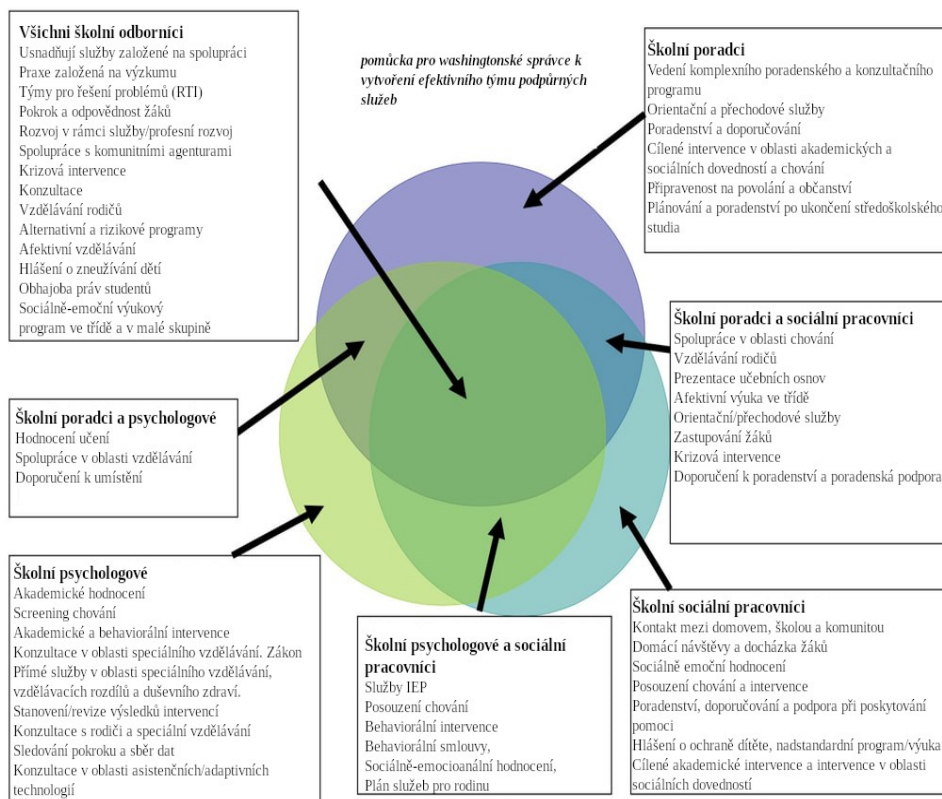 Všichni školní odborníci
Usnadňují služby založené na spolupráci
Praxe založená na výzkumu
Týmy pro řešení problémů (RTI)
Pokrok a odpovědnost žáků
Rozvoj v rámci služby/profesní rozvoj
Spolupráce s komunitními agenturami
Krizová intervence
Konzultace
Vzdělávání rodičů
Alternativní a rizikové programy
Afektivní vzdělávání
Hlášení o zneužívání dětí
Obhajoba práv studentů
Sociálně-emoční výukový
program ve třídě a v malé skupině
pomůcka pro washingtonské správce k
vytvoření efektivního týmu podpůrných
služeb
Školní poradci
Vedení komplexního poradenského a konzultačního
programu
Orientační a přechodové služby
Poradenství a doporučování
Cílené intervence v oblasti akademických a
sociálních dovedností a chování
Připravenost na povolání a občanství
Plánování a poradenství po ukončení středoškolského
studia
Školní poradci a sociální pracovníci
Spolupráce v oblasti chování
Vzdělávání rodičů
Prezentace učebních osnov
Afektivní výuka ve třídě
Orientační/přechodové služby
Zastupování žáků
Krizová intervence
Doporučení k poradenství a poradenská podpora
Školní poradci a psychologové
Hodnocení učení
Spolupráce v oblasti vzdělávání
Doporučení k umístění
Školní psychologové
Akademické hodnocení
Screening chování
Akademické a behaviorální intervence
Konzultace v oblasti speciálního vzdělávání. Zákon
Přímé služby v oblasti speciálního vzdělávání,
vzdělávacích rozdílů a duševního zdraví.
Stanovení/revize výsledků intervencí
Konzultace s rodiči a speciální vzdělávání
Sledování pokroku a sběr dat
Konzultace v oblasti asistenčních/adaptivních
technologií
Školní psychologové a sociální
pracovníci
Služby IEP
Posouzení chování
Behaviorální intervence
Behaviorální smlouvy,
Sociálně-emocioanální hodnocení,
Plán služeb pro rodinu
Školní sociální pracovníci
Kontakt mezi domovem, školou a komunitou
Domácí návštěvy a docházka žáků
Sociálně emoční hodnocení
Posouzení chování a intervence
Poradenství, doporučování a podpora při poskytování
pomoci
Hlášení o ochraně dítěte, nadstandardní program/výuka
Cílené akademické intervence a intervence v oblasti
sociálních dovedností